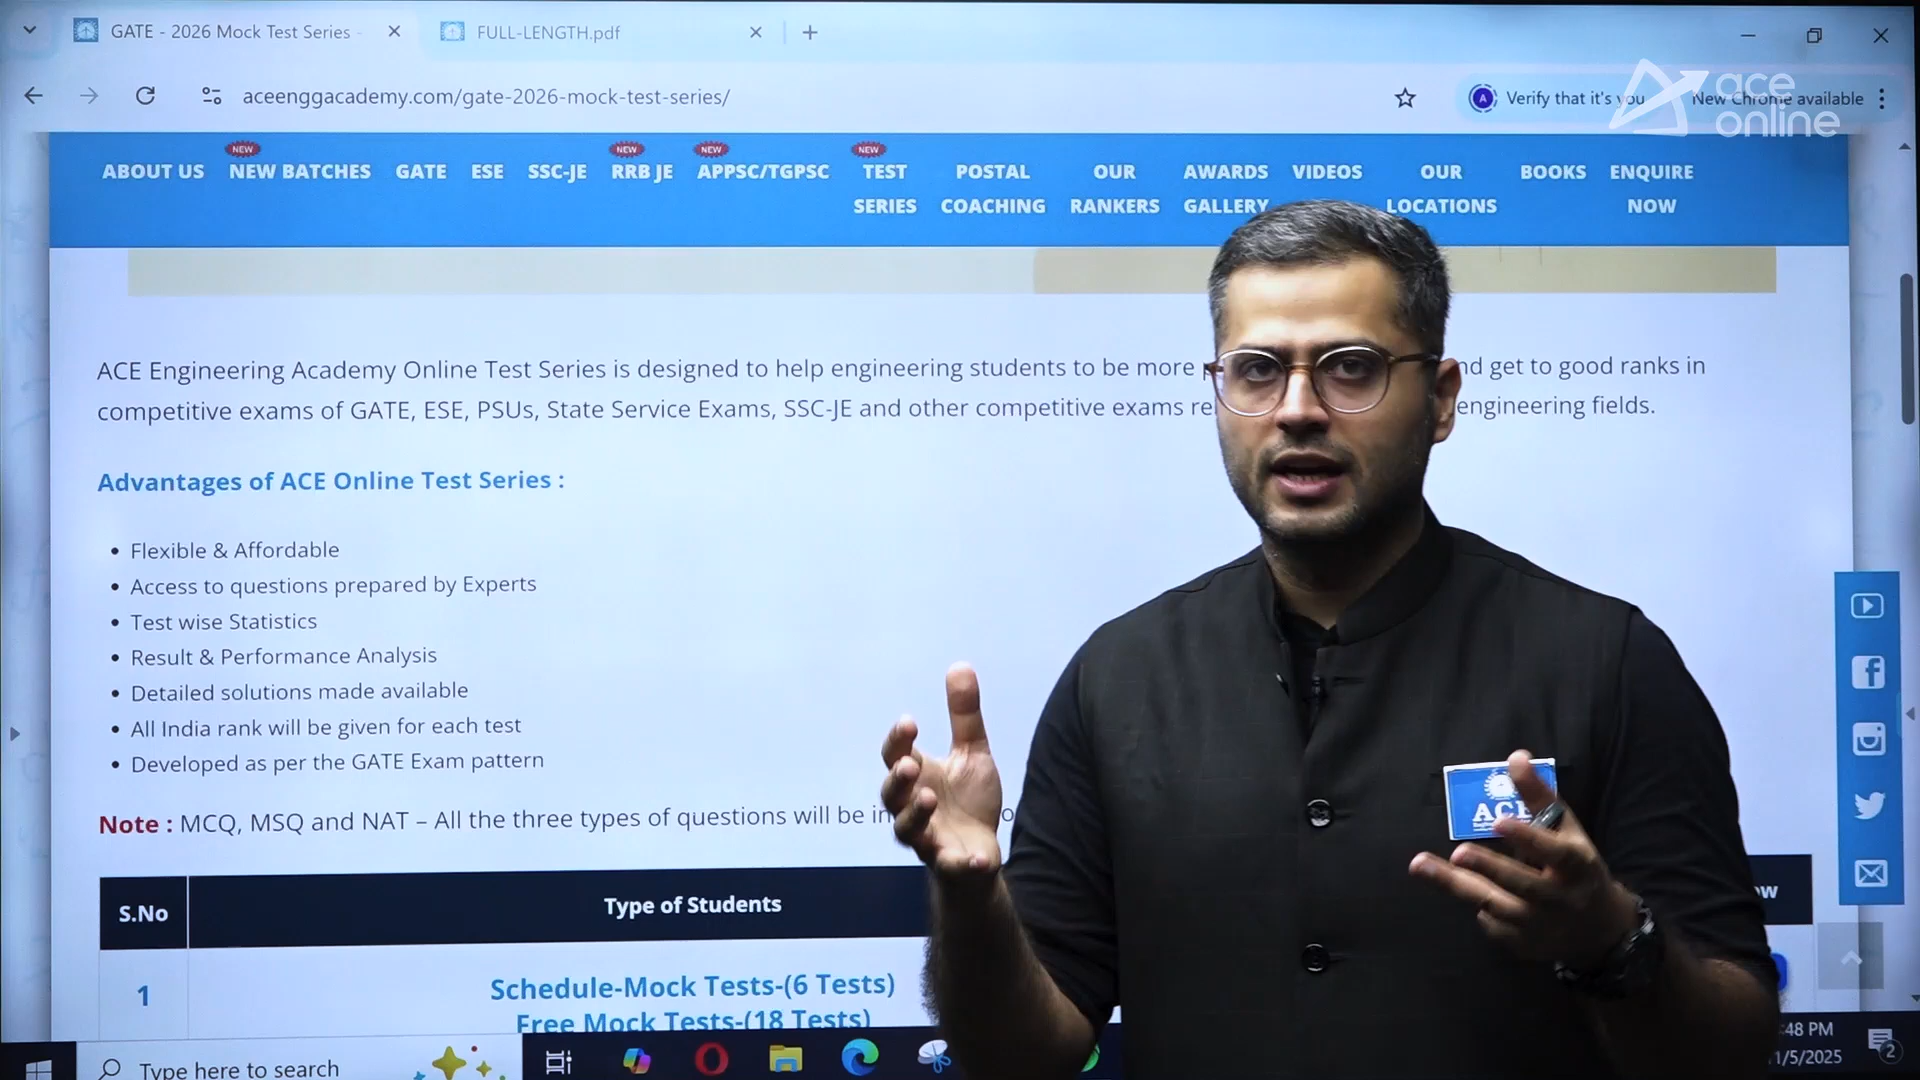 GATE - 2026 Mock Test Series
FULL-LENGTH.pdf
aceenggacademy.com/gate-2026-mock-test-series/
Verify that it's you
New Chrome available
ace
online
ABOUT US
NEW
NEW BATCHES
GATE
ESE
SSC-JE
NEW
RRB JE
NEW
APPSC/TGPSC
NEW
TEST
SERIES
POSTAL
COACHING
OUR
RANKERS
AWARDS
GALLERY
VIDEOS
OUR
LOCATIONS
BOOKS
ENQUIRE
NOW
ACE Engineering Academy Online Test Series is designed to help engineering students to be more nd get to good ranks in
competitive exams of GATE, ESE, PSUs, State Service Exams, SSC-JE and other competitive exams re engineering fields.
Advantages of ACE Online Test Series :
• Flexible & Affordable
• Access to questions prepared by Experts
• Test wise Statistics
• Result & Performance Analysis
• Detailed solutions made available
• All India rank will be given for each test
• Developed as per the GATE Exam pattern
Note : MCQ, MSQ and NAT – All the three types of questions will be in
S.No
Type of Students
1
Schedule-Mock Tests-(6 Tests)
Free Mock Tests-(18 Tests)
ACE
Type here to search
:48 PM
1/5/2025
2